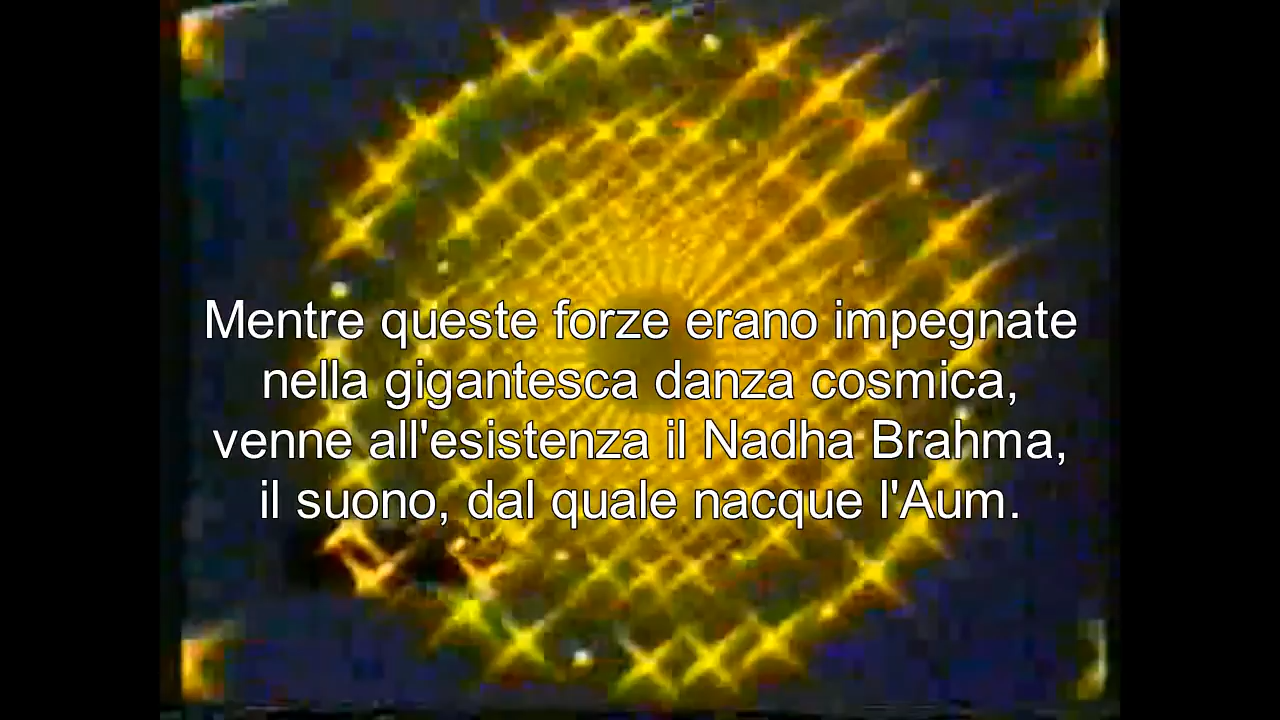 Mentre queste forze erano impegnate
nella gigantesca danza cosmica,
venne all'esistenza il Nadha Brahma,
il suono, dal quale nacque l'Aum.